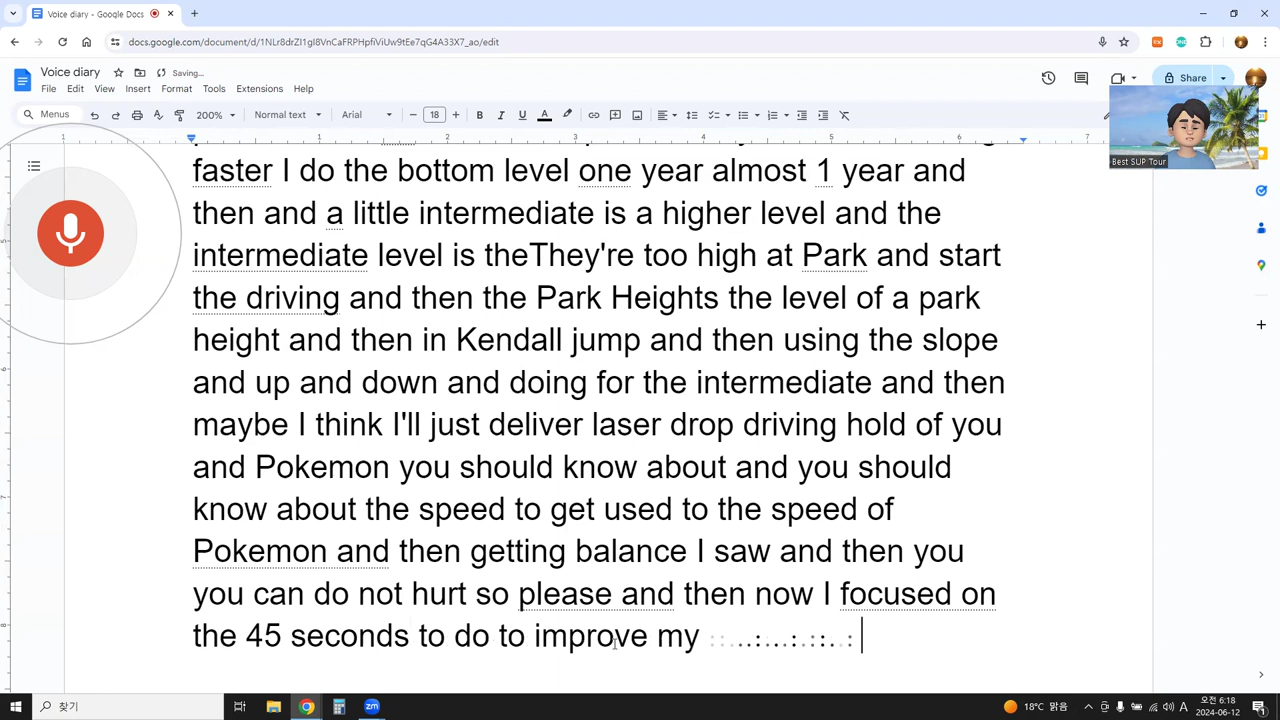 Voice diary - Google Docs
docs.google.com/document/d/1NLr8drZI1gI8VnCaFRPHpfiViUw9tEe7qG4A33X7_ao/edit
Voice diary
Saving...
File Edit View Insert Format Tools Extensions Help
Share
Menus
200%
Normal text
Arial
18
Best SUP Tour
faster I do the bottom level one year almost 1 year and
then and a little intermediate is a higher level and the
intermediate level is theThey're too high at Park and start
the driving and then the Park Heights the level of a park
height and then in Kendall jump and then using the slope
and up and down and doing for the intermediate and then
maybe I think I'll just deliver laser drop driving hold of you
and Pokemon you should know about and you should
know about the speed to get used to the speed of
Pokemon and then getting balance I saw and then you
you can do not hurt so please and then now I focused on
the 45 seconds to do to improve my
찾기
18°C 맑음
오전 6:18
2024-06-12